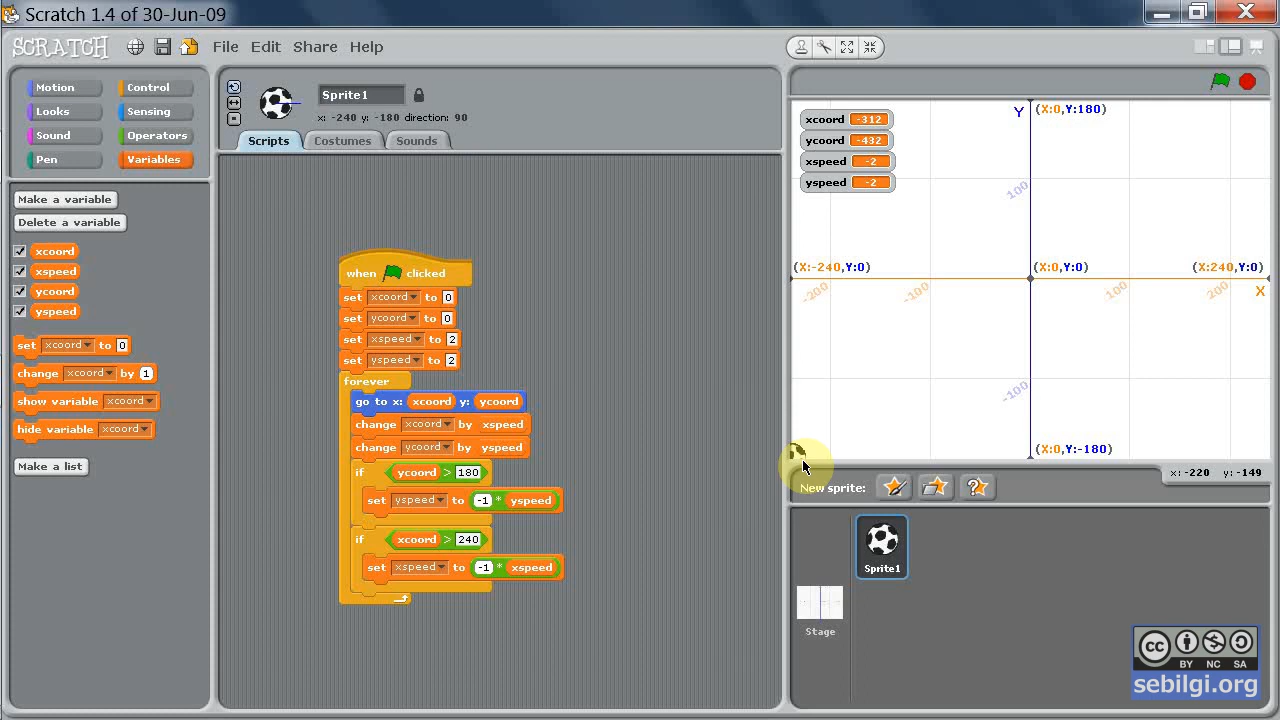 Scratch 1.4 of 30-Jun-09
SCRATCH File Edit Share Help
Motion Control
Looks Sensing
Sound Operators
Pen Variables
Make a variable
Delete a variable
xcoord
xspeed
ycoord
yspeed
set xcoord to 0
change xcoord by 1
show variable xcoord
hide variable xcoord
Make a list
Sprite1
x: -240 y: -180 direction: 90
Scripts Costumes Sounds
when clicked
set xcoord to 0
set ycoord to 0
set xspeed to 2
set yspeed to 2
forever
go to x: xcoord y: ycoord
change xcoord by xspeed
change ycoord by yspeed
if ycoord > 180
set yspeed to -1 * yspeed
if xcoord > 240
set xspeed to -1 * xspeed
xcoord -312
ycoord -432
xspeed -2
yspeed -2
Y (X:0,Y:180)
100
(X:-240,Y:0) (X:0,Y:0) (X:240,Y:0)
-200 -100 100 200 X
-100
(X:0,Y:-180)
x: -220 y: -149
New sprite:
Sprite1
Stage
cc BY NC SA
sebilgi.org